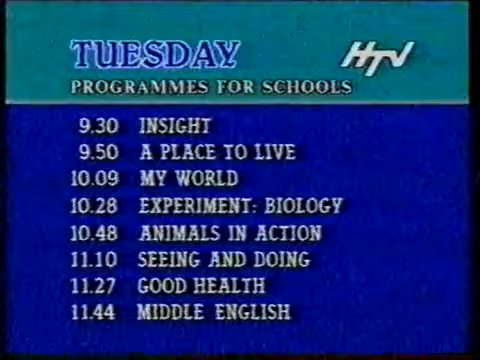 TUESDAY HTV
PROGRAMMES FOR SCHOOLS
9.30 INSIGHT
9.50 A PLACE TO LIVE
10.09 MY WORLD
10.28 EXPERIMENT: BIOLOGY
10.48 ANIMALS IN ACTION
11.10 SEEING AND DOING
11.27 GOOD HEALTH
11.44 MIDDLE ENGLISH